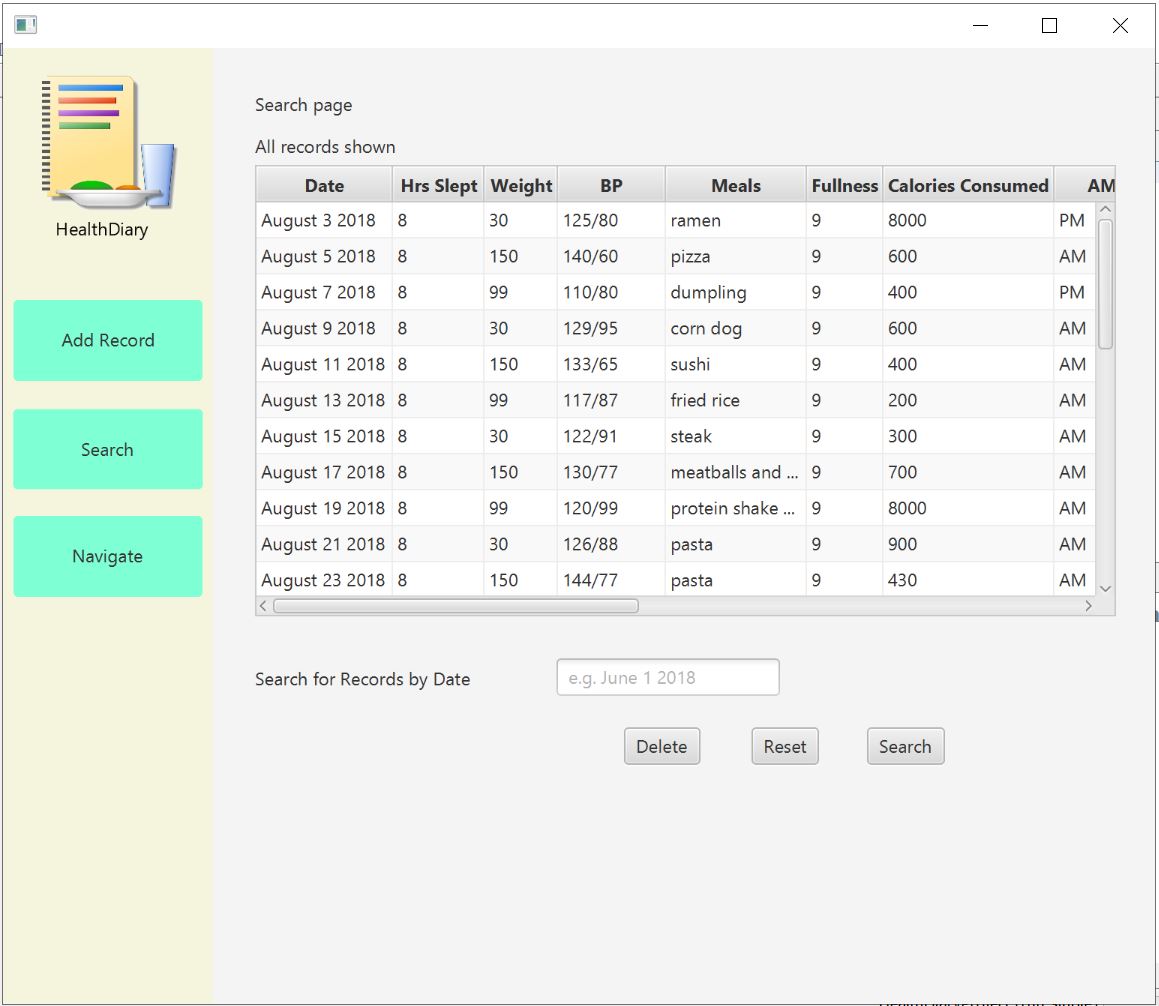 HealthDiary
Add Record
Search
Navigate
Search page
All records shown
Date Hrs Slept Weight BP Meals Fullness Calories Consumed AM
August 3 2018 8 30 125/80 ramen 9 8000 PM
August 5 2018 8 150 140/60 pizza 9 600 AM
August 7 2018 8 99 110/80 dumpling 9 400 PM
August 9 2018 8 30 129/95 corn dog 9 600 AM
August 11 2018 8 150 133/65 sushi 9 400 AM
August 13 2018 8 99 117/87 fried rice 9 200 AM
August 15 2018 8 30 122/91 steak 9 300 AM
August 17 2018 8 150 130/77 meatballs and ... 9 700 AM
August 19 2018 8 99 120/99 protein shake ... 9 8000 AM
August 21 2018 8 30 126/88 pasta 9 900 AM
August 23 2018 8 150 144/77 pasta 9 430 AM
Search for Records by Date e.g. June 1 2018
Delete Reset Search